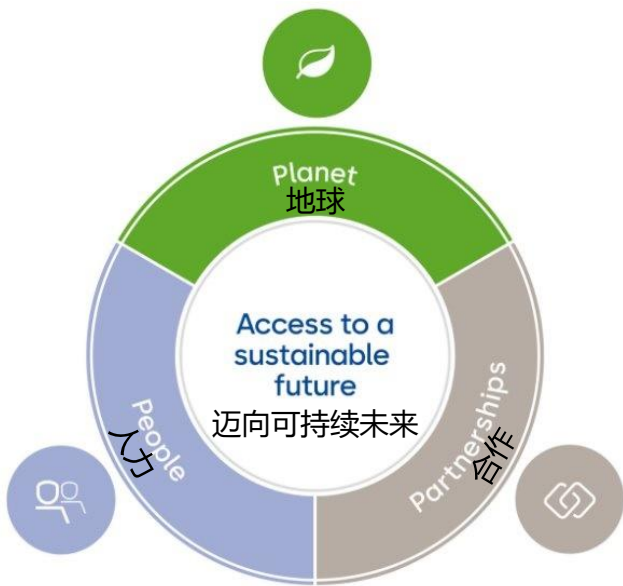 Planet
地球
Access to a
sustainable
future
迈向可持续未来
People
人力
Partnerships
合作